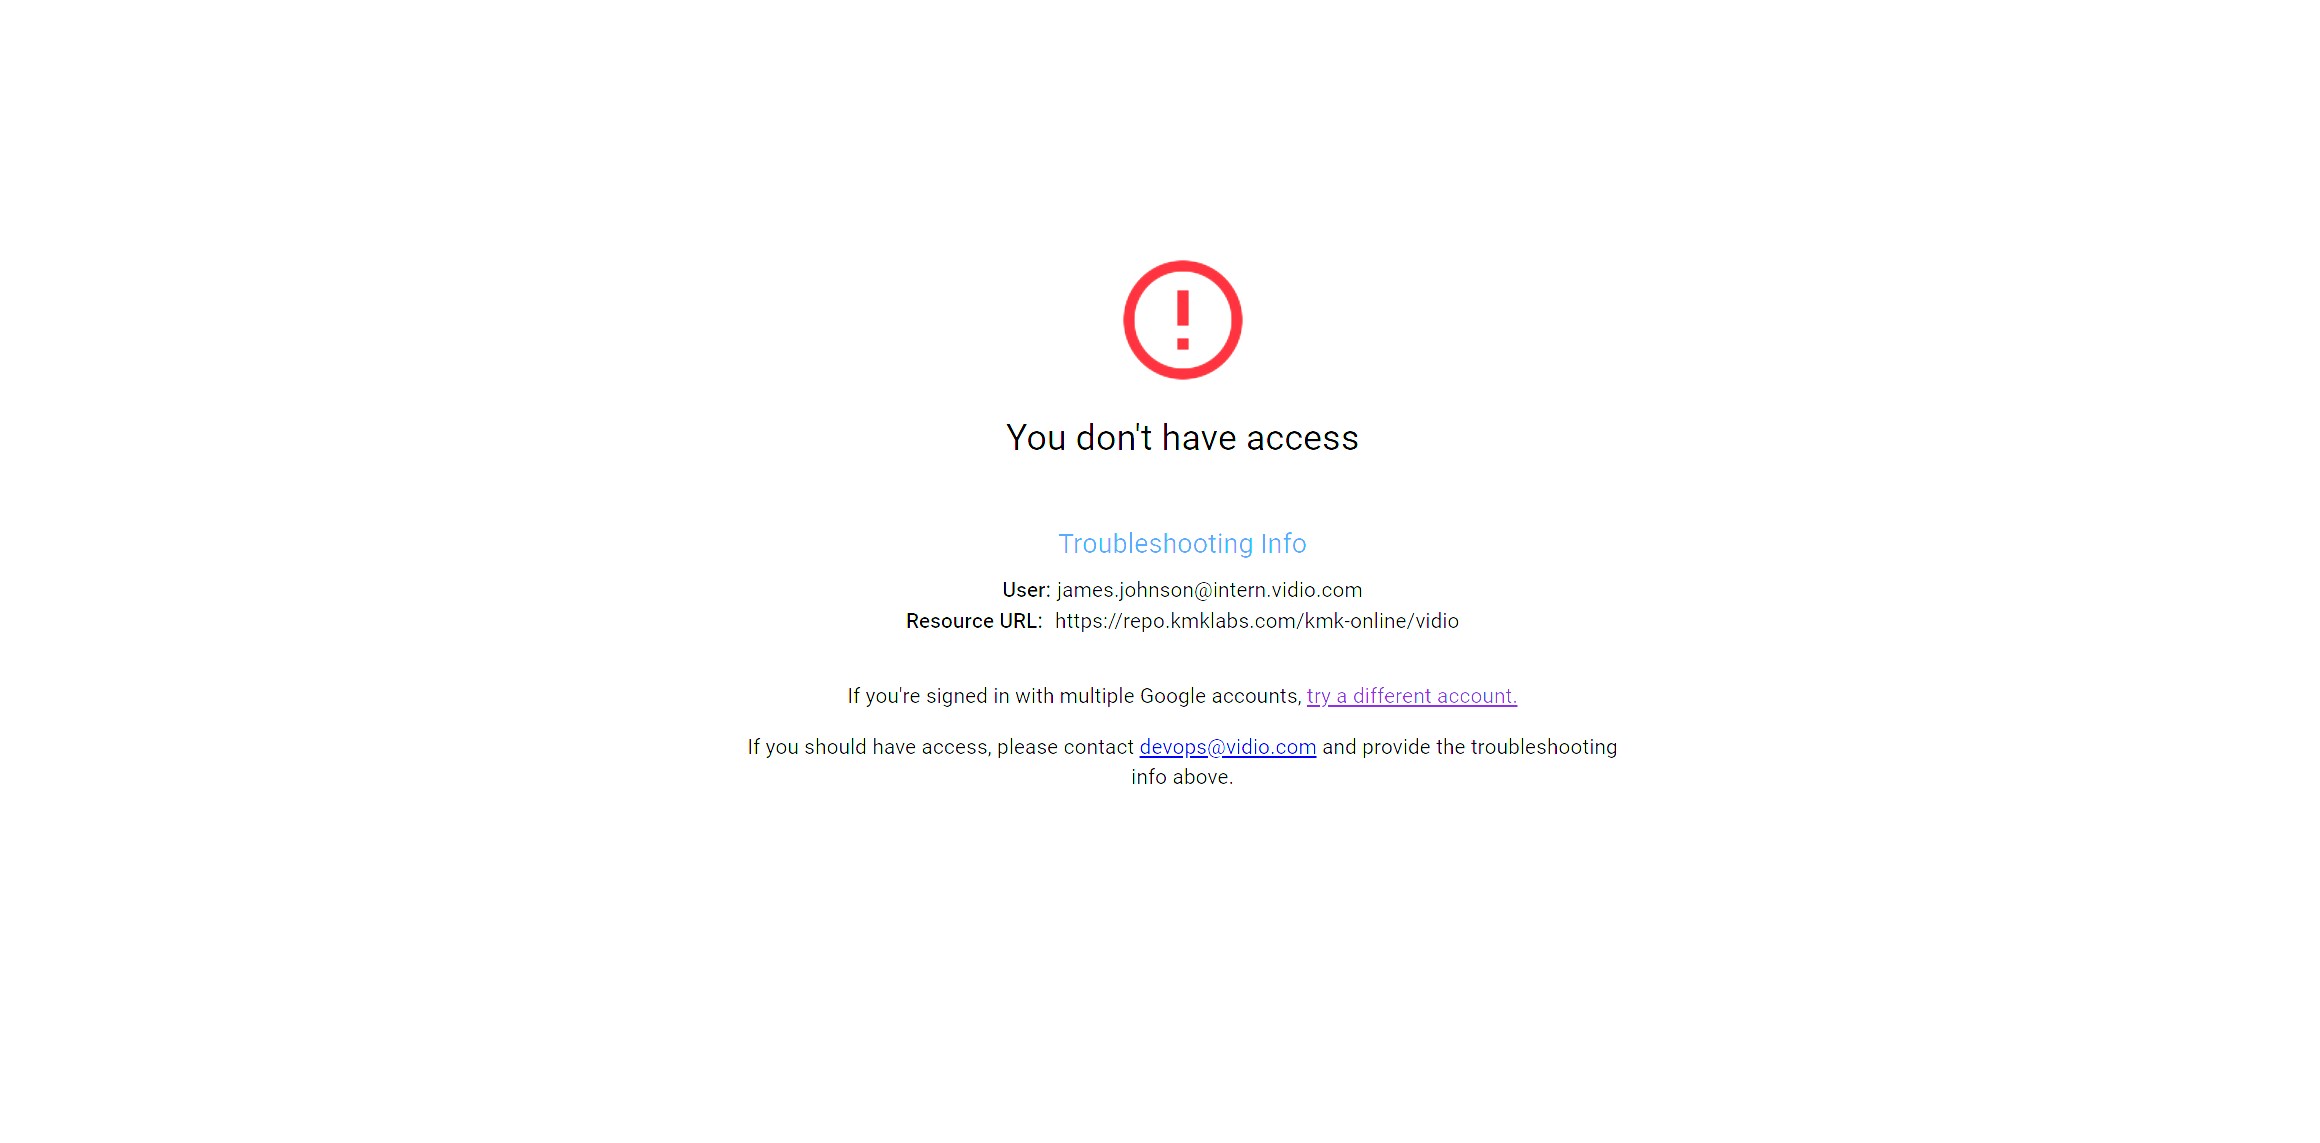 You don't have access
Troubleshooting Info
User: james.johnson@intern.vidio.com
Resource URL: https://repo.kmklabs.com/kmk-online/vidio
If you're signed in with multiple Google accounts, try a different account.
If you should have access, please contact devops@vidio.com and provide the troubleshooting
info above.